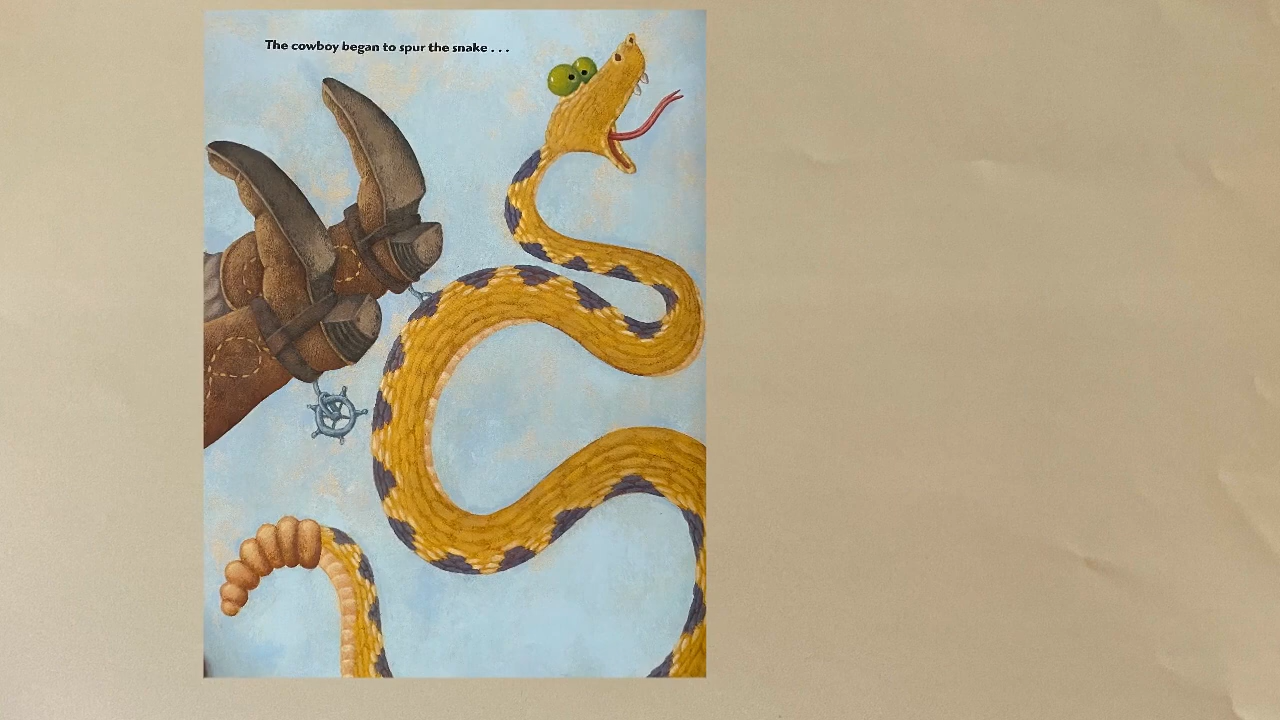 The cowboy began to spur the snake . . .